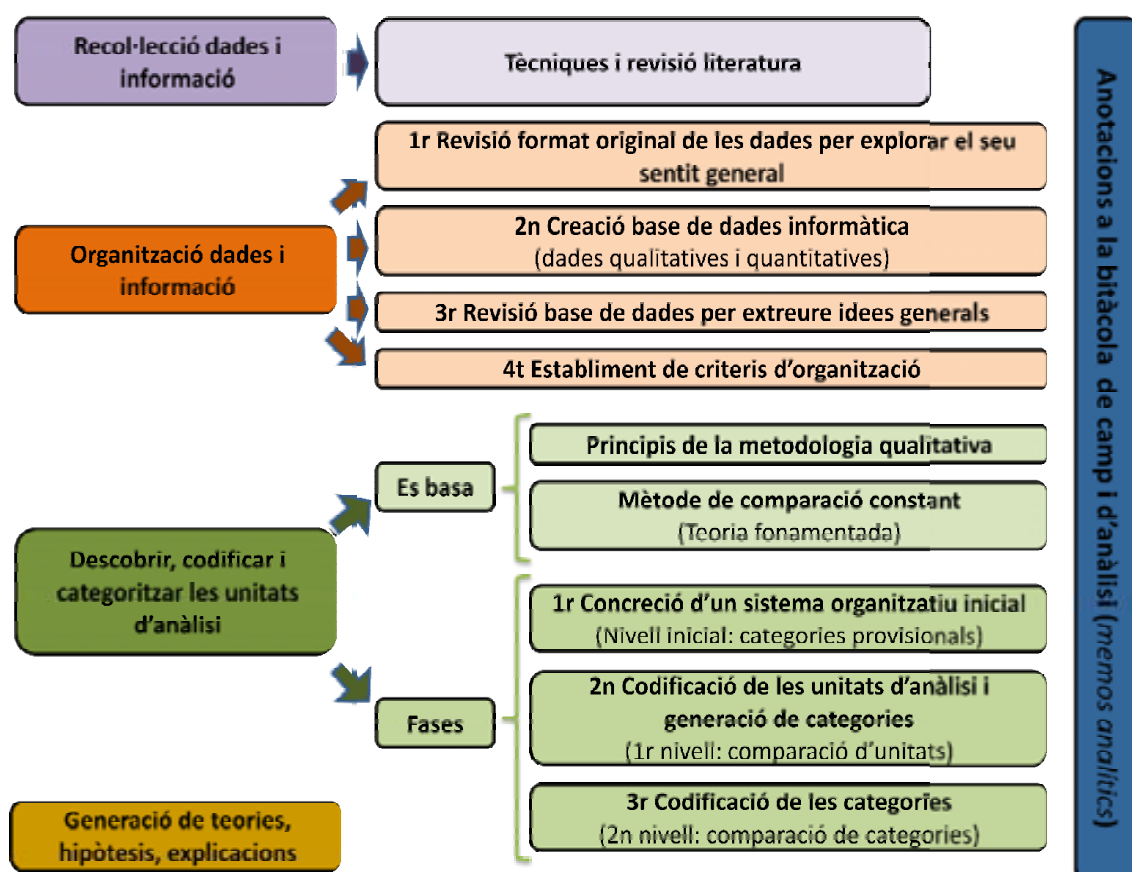 Recol·lecció dades i
informació
Tècniques i revisió literatura
1r Revisió format original de les dades per explorar el seu
sentit general
Organització dades i
informació
2n Creació base de dades informàtica
(dades qualitatives i quantitatives)
3r Revisió base de dades per extreure idees generals
4t Establiment de criteris d'organització
Descobrir, codificar i
categoritzar les unitats
d'anàlisi
Es basa
Principis de la metodologia qualitativa
Mètode de comparació constant
(Teoria fonamentada)
Fases
1r Concreció d'un sistema organitzatiu inicial
(Nivell inicial: categories provisionals)
2n Codificació de les unitats d'anàlisi i
generació de categories
(1r nivell: comparació d'unitats)
3r Codificació de les categories
(2n nivell: comparació de categories)
Generació de teories,
hipòtesis, explicacions
Anotacions a la bitàcola de camp i d'anàlisi (memos analítics)